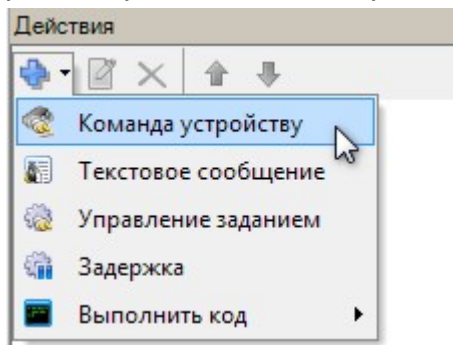 Действия
Команда устройству
Текстовое сообщение
Управление заданием
Задержка
Выполнить код